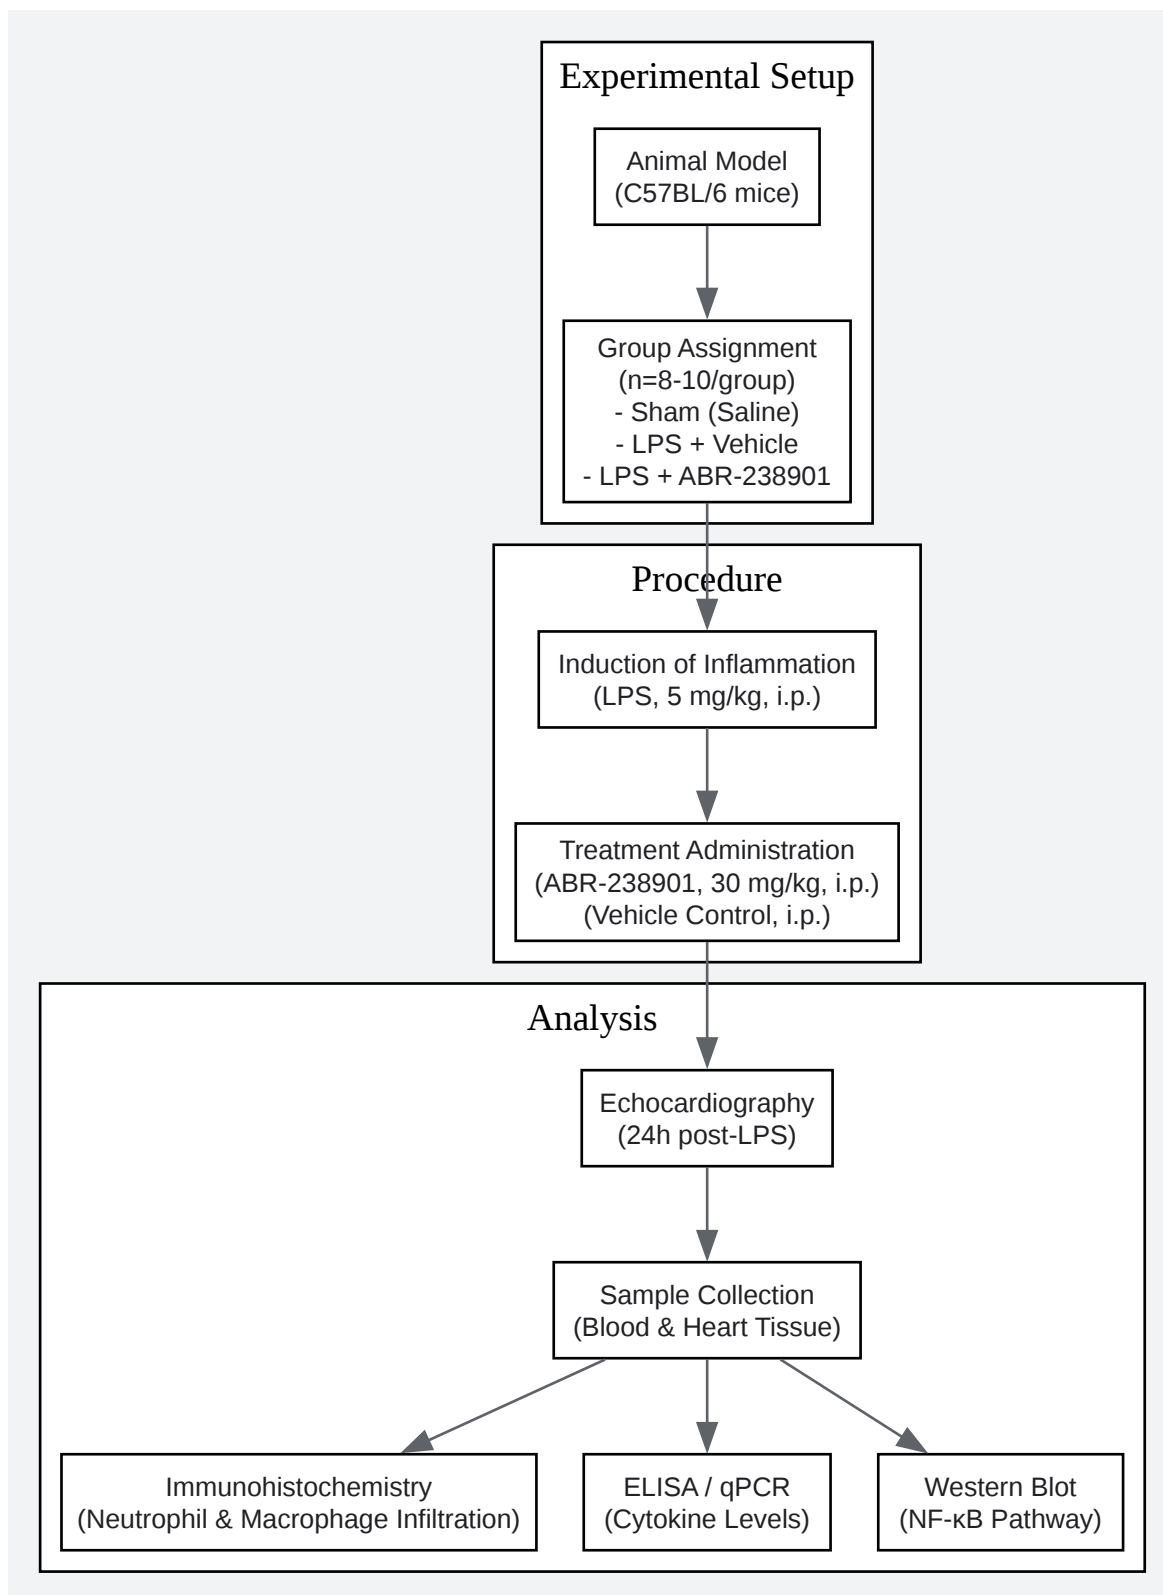 Experimental Setup
Animal Model
(C57BL/6 mice)
Group Assignment
(n=8-10/group)
- Sham (Saline)
- LPS + Vehicle
- LPS + ABR-238901
Procedure
Induction of Inflammation
(LPS, 5 mg/kg, i.p.)
Treatment Administration
(ABR-238901, 30 mg/kg, i.p.)
(Vehicle Control, i.p.)
Analysis
Echocardiography
(24h post-LPS)
Sample Collection
(Blood & Heart Tissue)
Immunohistochemistry
(Neutrophil & Macrophage Infiltration)
ELISA / qPCR
(Cytokine Levels)
Western Blot
(NF-κB Pathway)